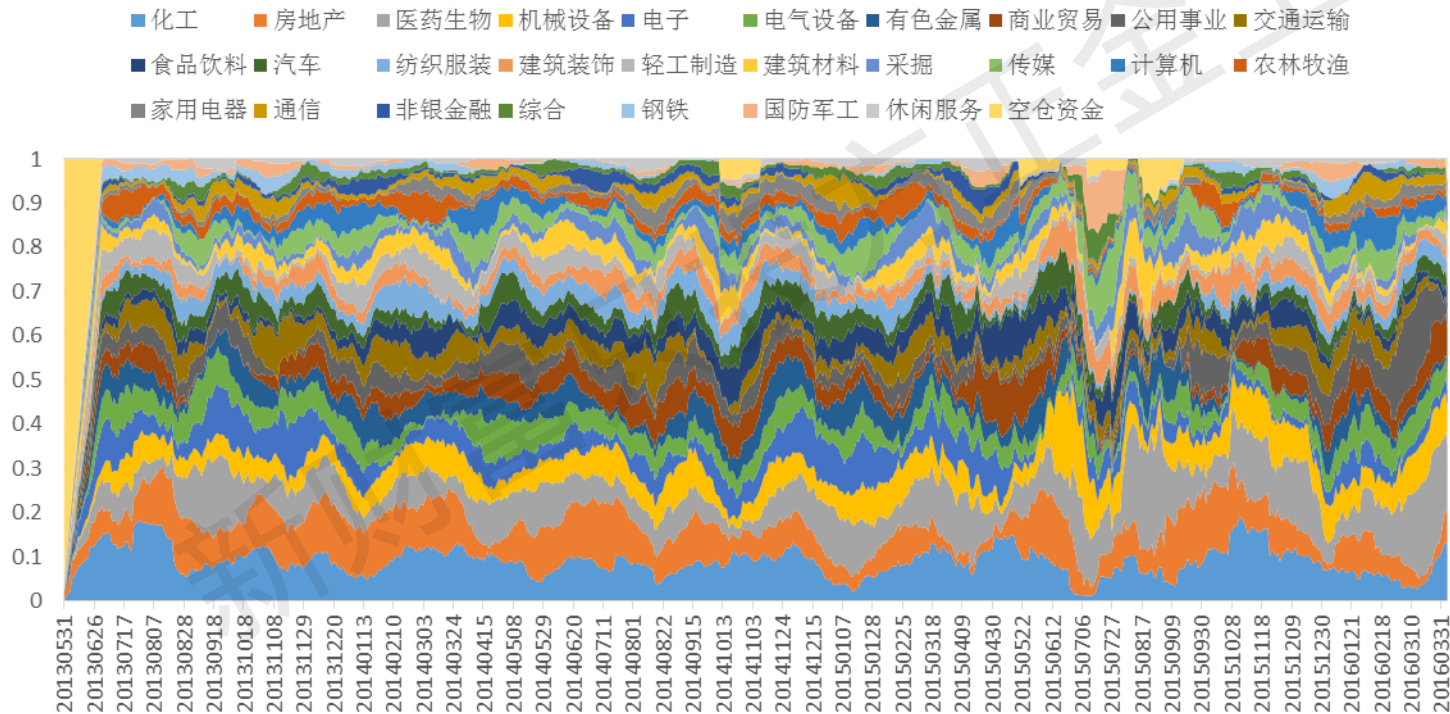 化工 房地产 医药生物 机械设备 电子 电气设备 有色金属 商业贸易 公用事业 交通运输
食品饮料 汽车 纺织服装 建筑装饰 轻工制造 建筑材料 采掘 传媒 计算机 农林牧渔
家用电器 通信 非银金融 综合 钢铁 国防军工 休闲服务 空仓资金
1
0.9
0.8
0.7
0.6
0.5
0.4
0.3
0.2
0.1
0
20130531 20130626 20130717 20130807 20130828 20130918 20131018 20131108 20131129 20131220 20140113 20140210 20140303 20140324 20140415 20140508 20140529 20140620 20140711 20140801 20140822 20140915 20141013 20141103 20141124 20141215 20150107 20150128 20150225 20150318 20150409 20150430 20150522 20150612 20150706 20150727 20150817 20150909 20150930 20151028 20151118 20151209 20151230 20160121 20160218 20160310 20160331